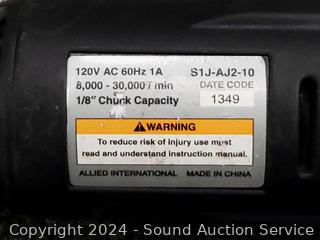 120V AC 60Hz 1A S1J-AJ2-10
8,000 - 30,000 / min DATE CODE
1/8" Chuck Capacity 1349
WARNING
To reduce risk of injury use must
read and understand instruction manual.
ALLIED INTERNATIONAL MADE IN CHINA
Copyright 2024 - Sound Auction Service